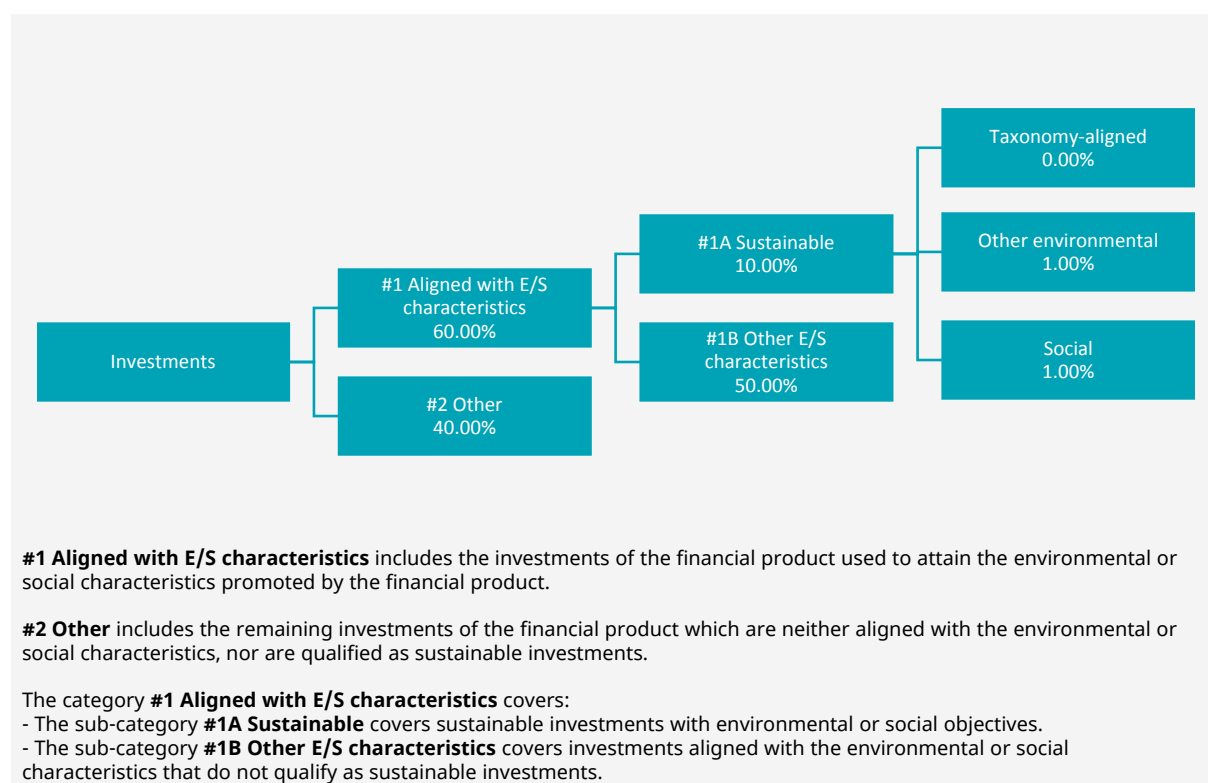 Taxonomy-aligned
0.00%
#1A Sustainable
10.00%
Other environmental
1.00%
#1 Aligned with E/S
characteristics
60.00%
Investments
#1B Other E/S
characteristics
50.00%
Social
1.00%
#2 Other
40.00%
#1 Aligned with E/S characteristics includes the investments of the financial product used to attain the environmental or
social characteristics promoted by the financial product.
#2 Other includes the remaining investments of the financial product which are neither aligned with the environmental or
social characteristics, nor are qualified as sustainable investments.
The category #1 Aligned with E/S characteristics covers:
- The sub-category #1A Sustainable covers sustainable investments with environmental or social objectives.
- The sub-category #1B Other E/S characteristics covers investments aligned with the environmental or social
characteristics that do not qualify as sustainable investments.